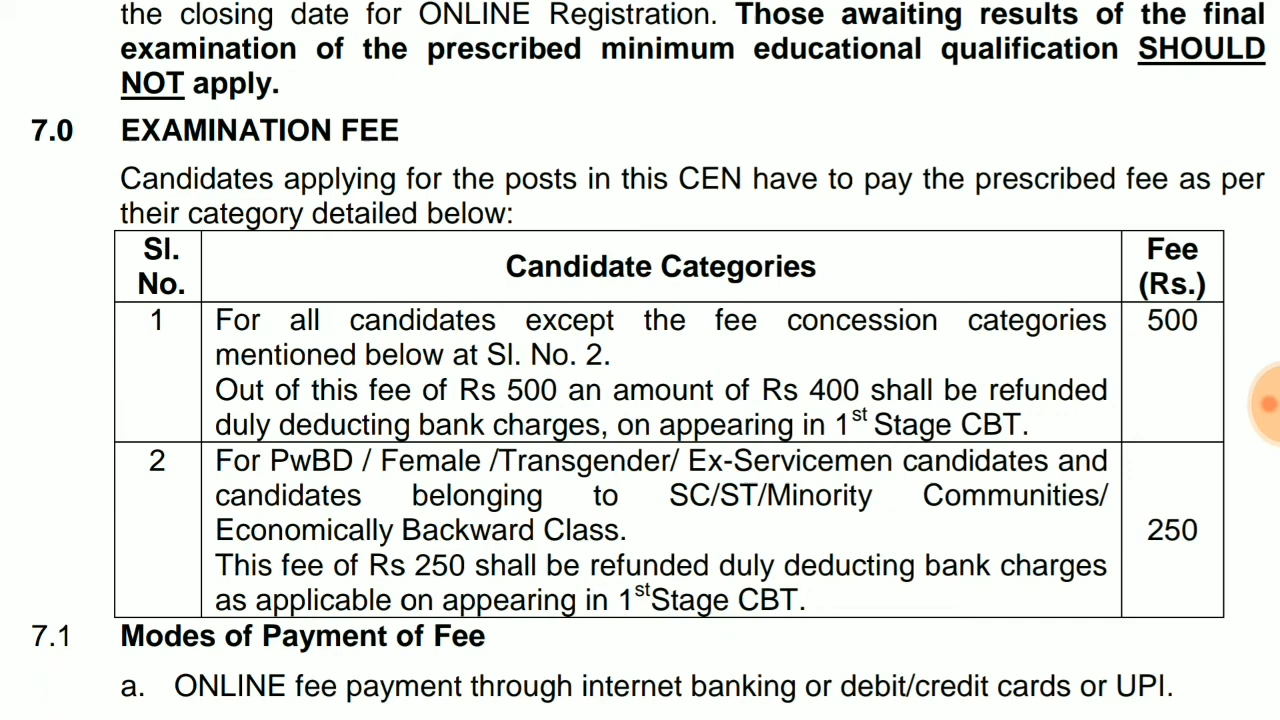 the closing date for ONLINE Registration. Those awaiting results of the final
examination of the prescribed minimum educational qualification SHOULD
NOT apply.
7.0 EXAMINATION FEE
Candidates applying for the posts in this CEN have to pay the prescribed fee as per
their category detailed below:
Sl. No. Candidate Categories Fee (Rs.)
1 For all candidates except the fee concession categories 500
mentioned below at Sl. No. 2.
Out of this fee of Rs 500 an amount of Rs 400 shall be refunded
duly deducting bank charges, on appearing in 1st Stage CBT.
2 For PwBD / Female /Transgender/ Ex-Servicemen candidates and
candidates belonging to SC/ST/Minority Communities/
Economically Backward Class. 250
This fee of Rs 250 shall be refunded duly deducting bank charges
as applicable on appearing in 1stStage CBT.
7.1 Modes of Payment of Fee
a. ONLINE fee payment through internet banking or debit/credit cards or UPI.